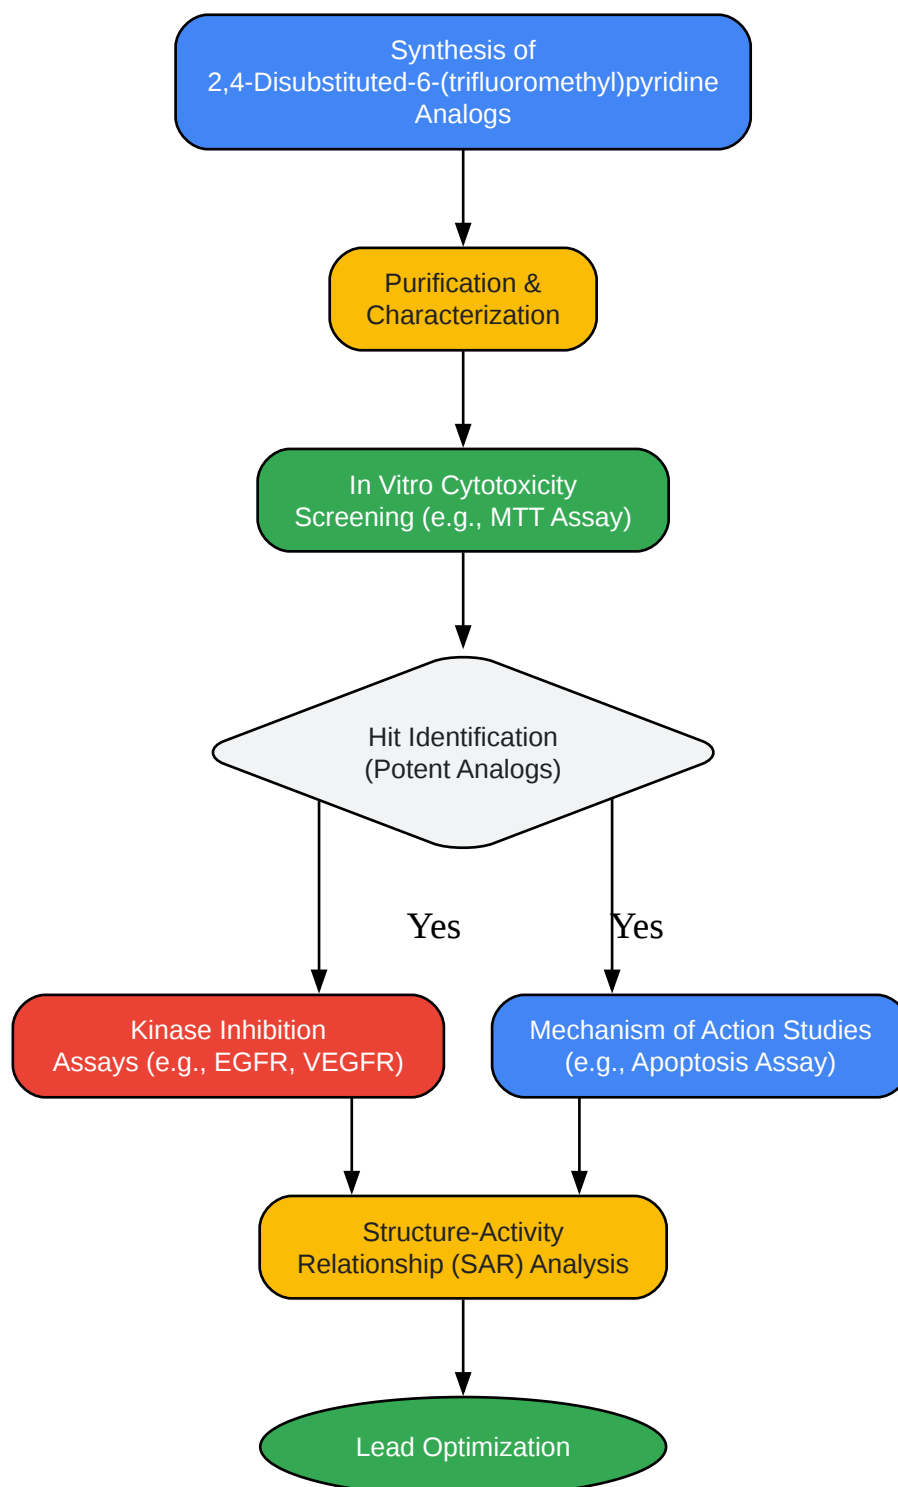 Synthesis of
2,4-Disubstituted-6-(trifluoromethyl)pyridine
Analogs
Purification &
Characterization
In Vitro Cytotoxicity
Screening (e.g., MTT Assay)
Hit Identification
(Potent Analogs)
Yes
Yes
Kinase Inhibition
Assays (e.g., EGFR, VEGFR)
Mechanism of Action Studies
(e.g., Apoptosis Assay)
Structure-Activity
Relationship (SAR) Analysis
Lead Optimization